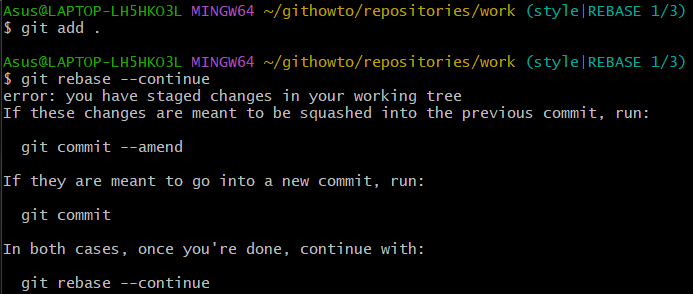 Asus@LAPTOP-LH5HKO3L MINGW64 ~/githowto/repositories/work (style|REBASE 1/3)
$ git add .
Asus@LAPTOP-LH5HKO3L MINGW64 ~/githowto/repositories/work (style|REBASE 1/3)
$ git rebase --continue
error: you have staged changes in your working tree
If these changes are meant to be squashed into the previous commit, run:
git commit --amend
If they are meant to go into a new commit, run:
git commit
In both cases, once you're done, continue with:
git rebase --continue